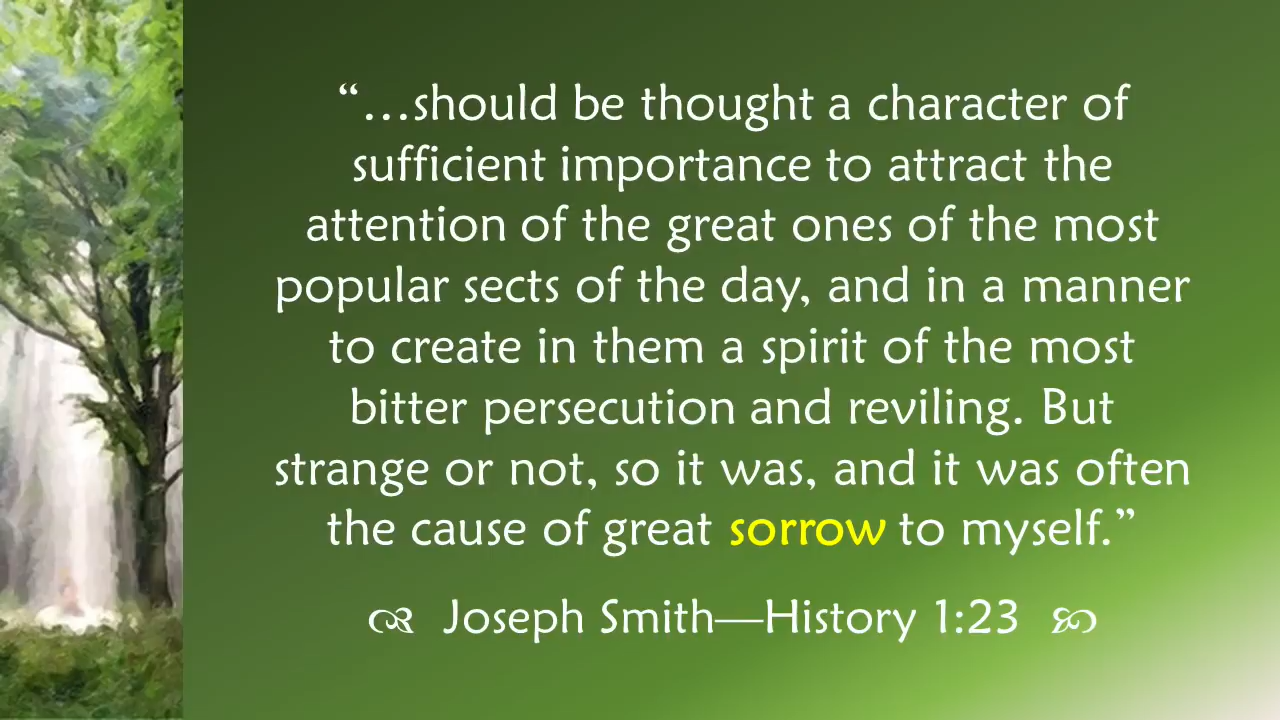 “…should be thought a character of
sufficient importance to attract the
attention of the great ones of the most
popular sects of the day, and in a manner
to create in them a spirit of the most
bitter persecution and reviling. But
strange or not, so it was, and it was often
the cause of great sorrow to myself.”
Joseph Smith—History 1:23